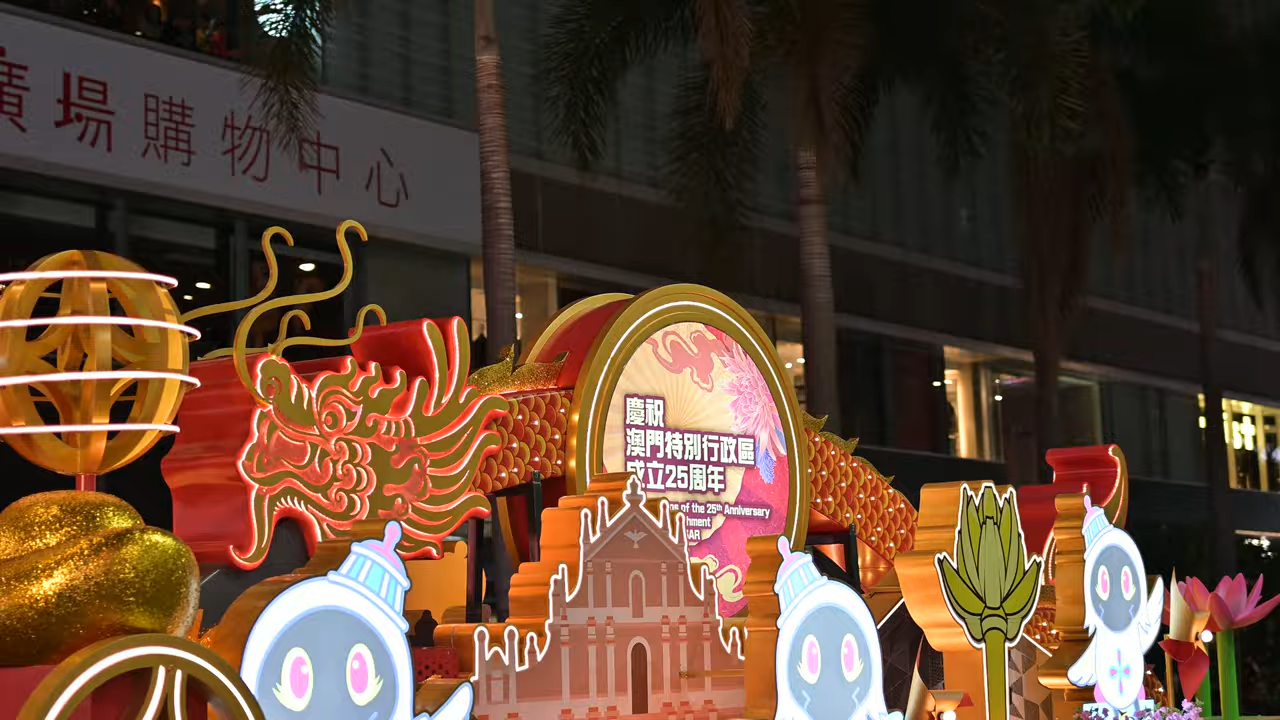 廣場購物中心
慶祝
澳門特別行政區
成立25周年
of the 25th Anniversary